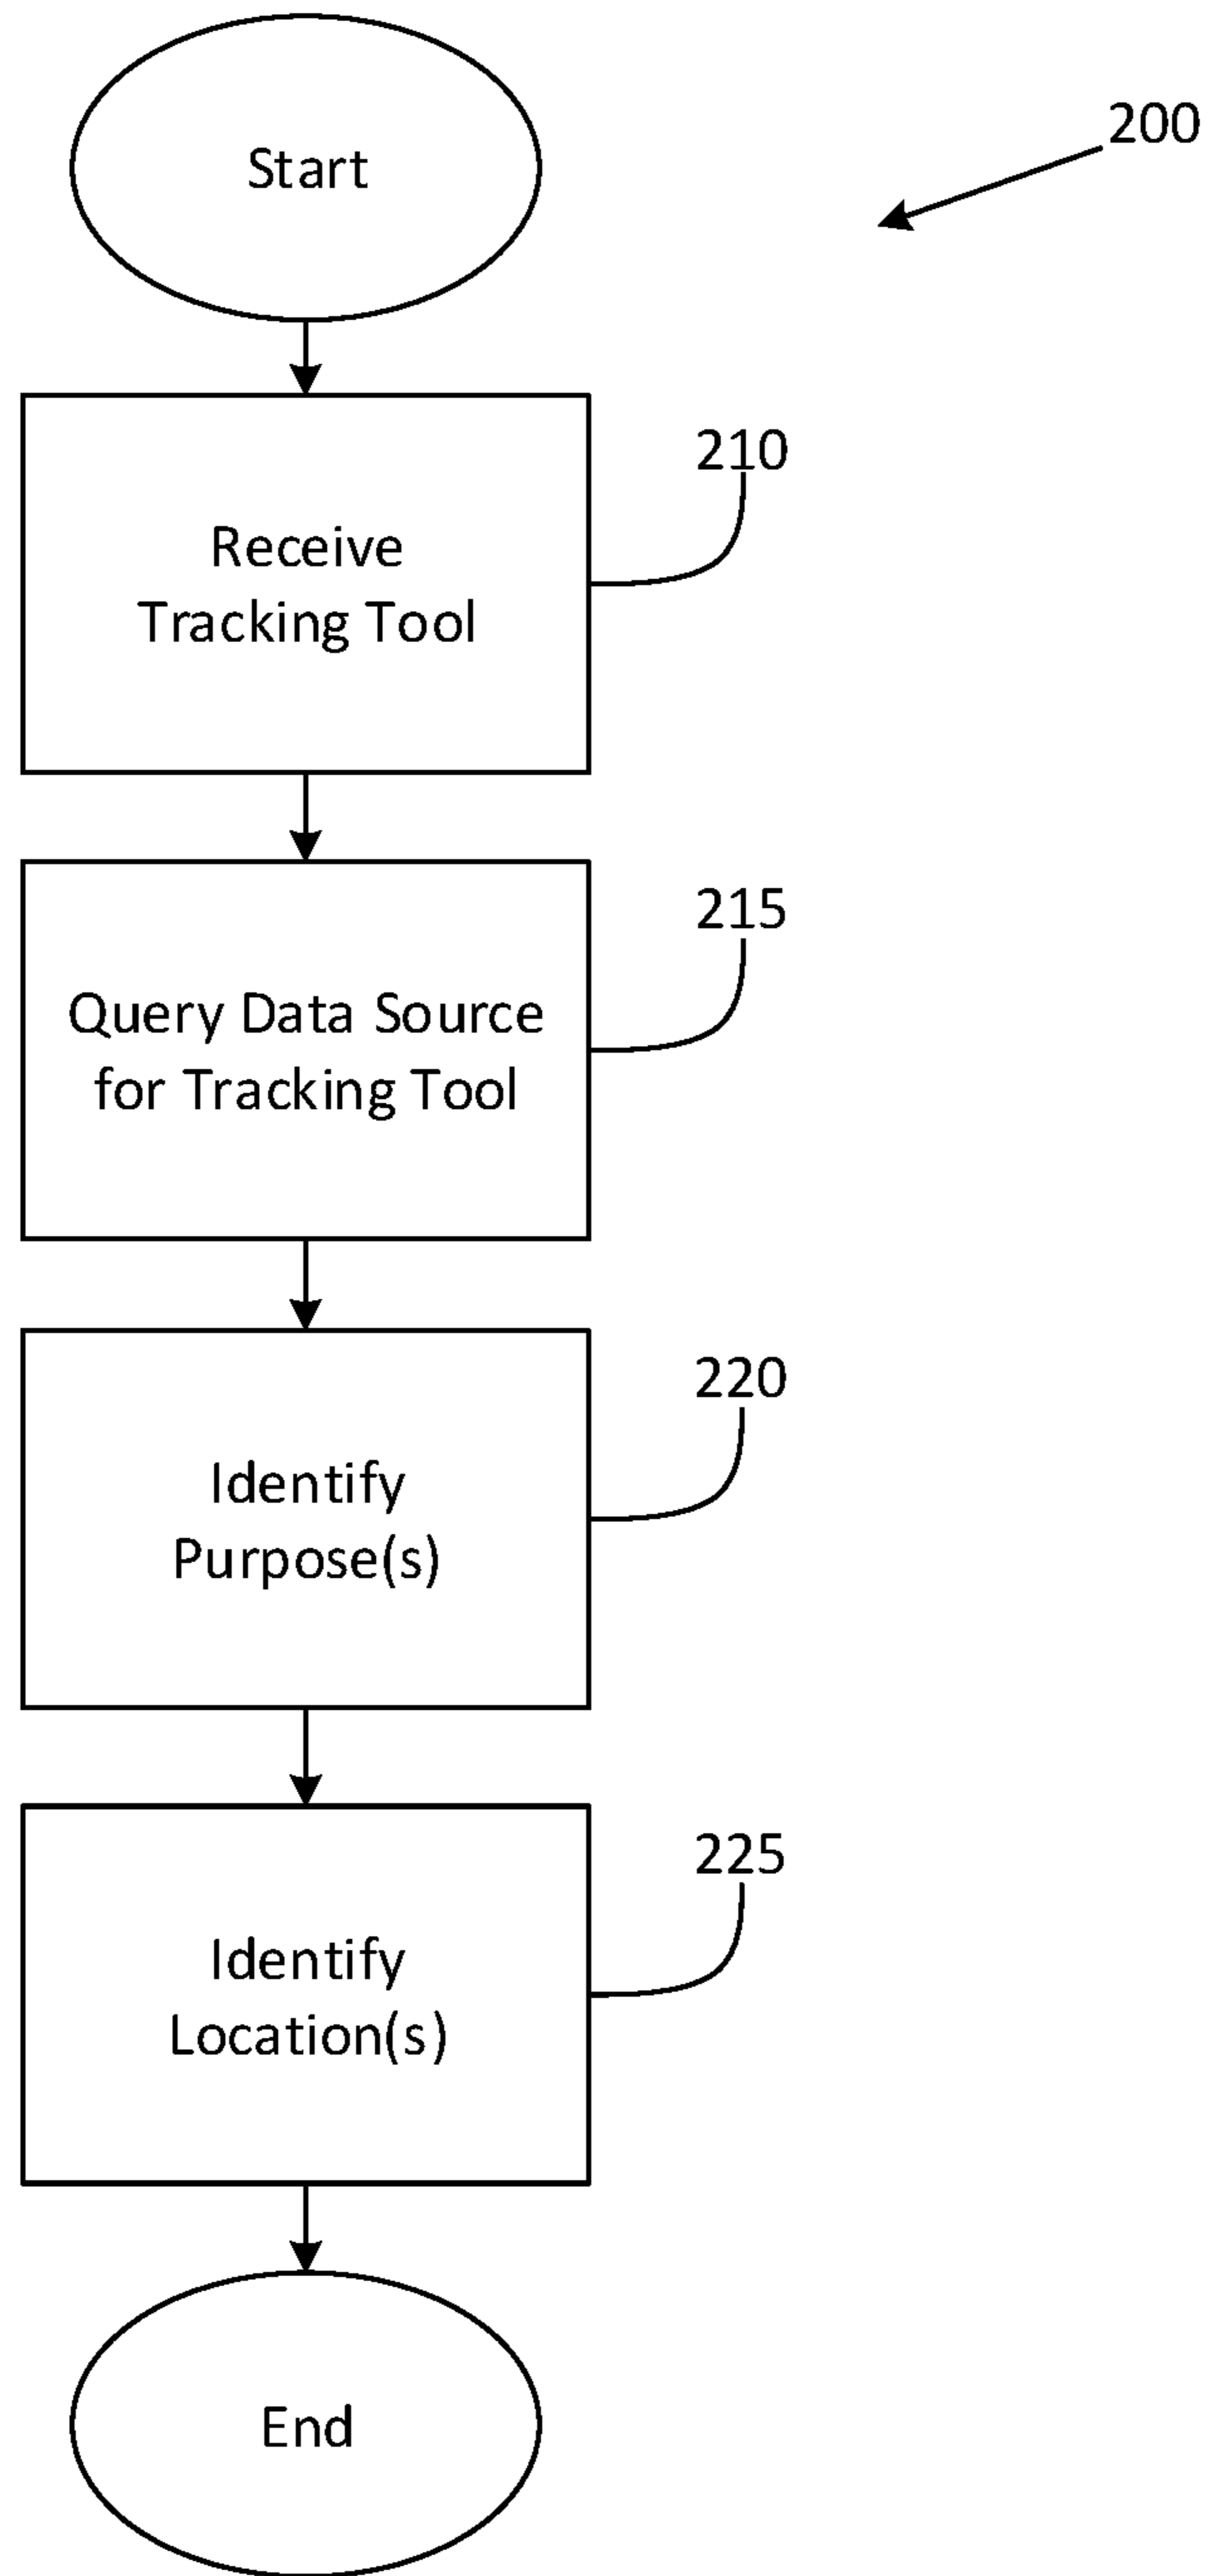 Start
200
210
Receive
Tracking Tool
215
Query Data Source
for Tracking Tool
220
Identify
Purpose(s)
225
Identify
Location(s)
End